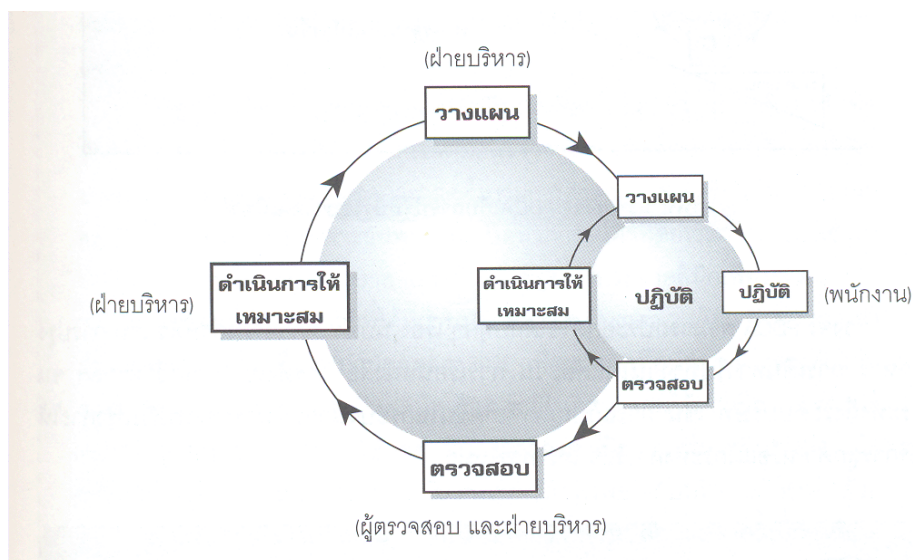 (ฝ่ายบริหาร)
วางแผน
วางแผน
(ฝ่ายบริหาร)
ดำเนินการให้
เหมาะสม
ดำเนินการให้
เหมาะสม
ปฏิบัติ
ปฏิบัติ
(พนักงาน)
ตรวจสอบ
ตรวจสอบ
(ผู้ตรวจสอบ และฝ่ายบริหาร)